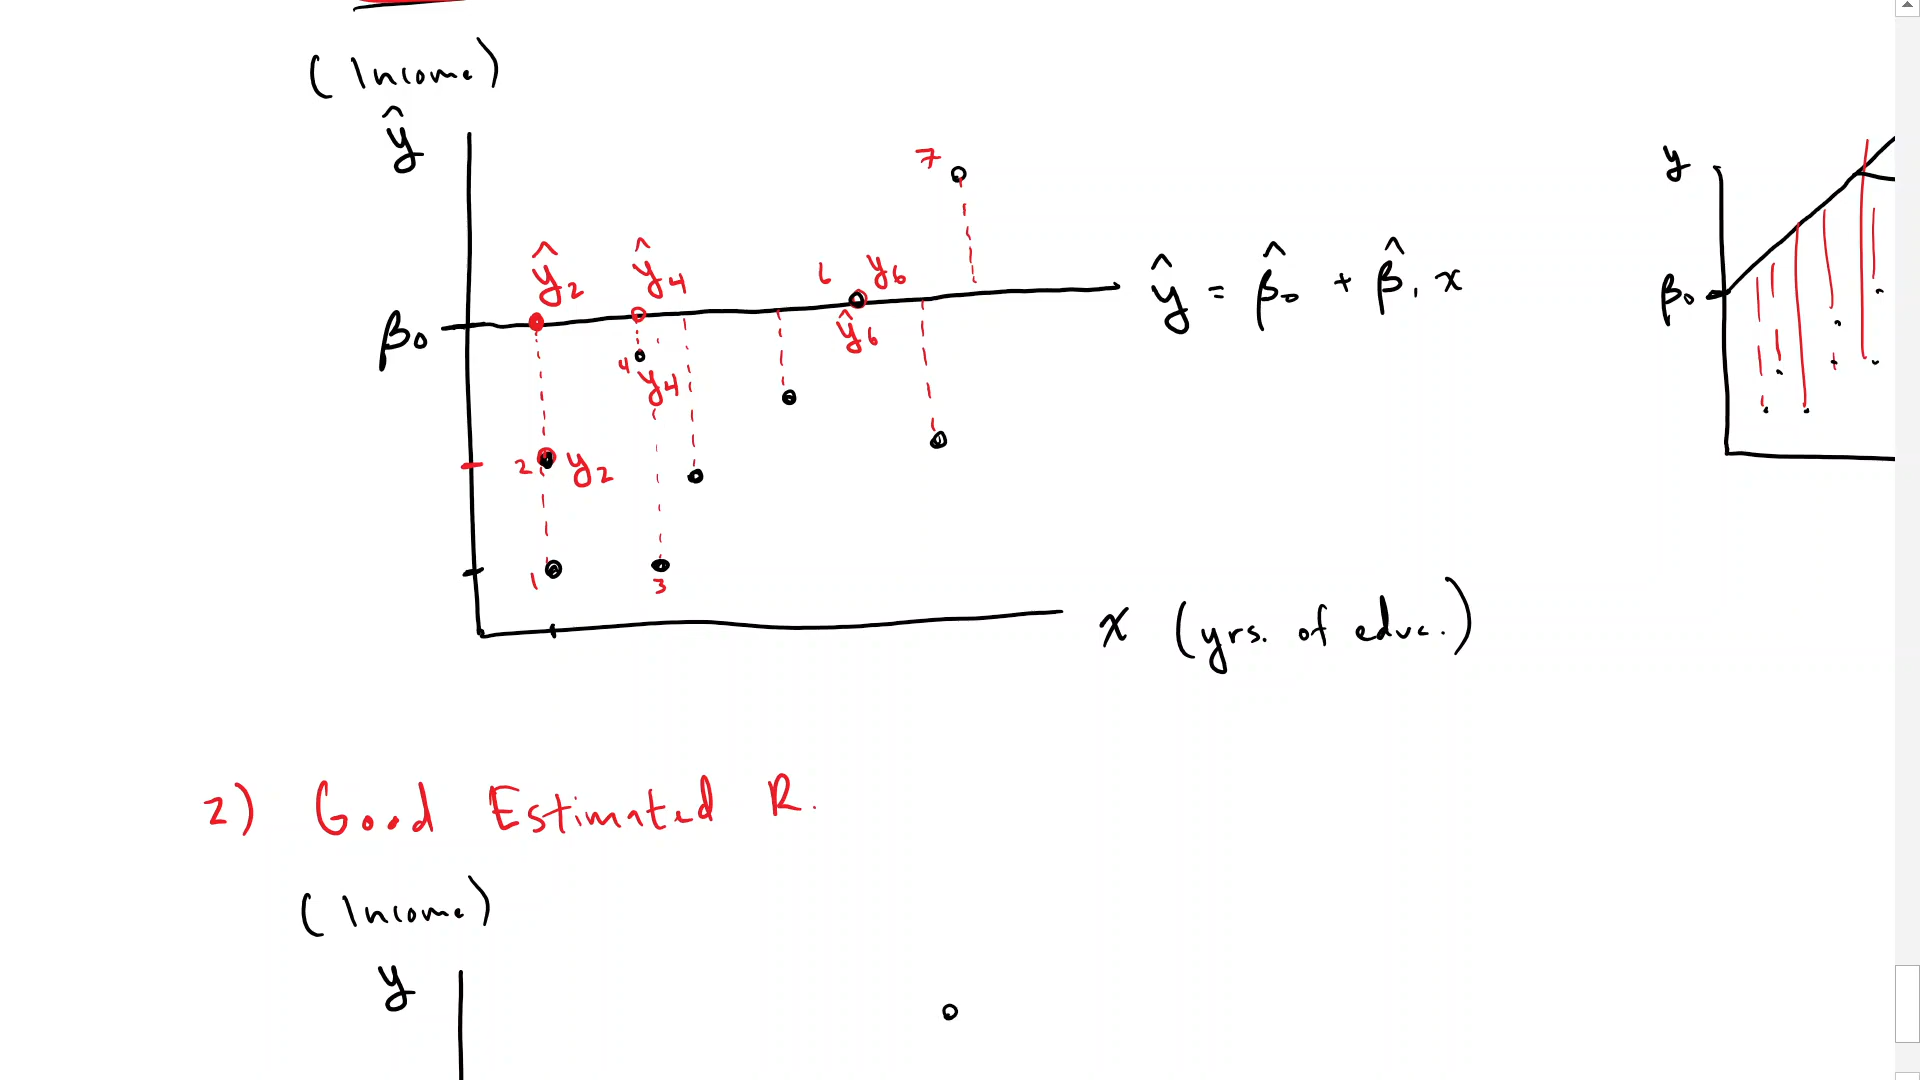 (Income)
ŷ
7
y
ŷ₂ ŷ₄ 6 y₆
ŷ = β̂₀ + β̂₁ x
β₀
β₀
ŷ₆
4 y₄
2 y₂
1 3
x (yrs. of educ.)
2) Good Estimated R.
(Income)
y